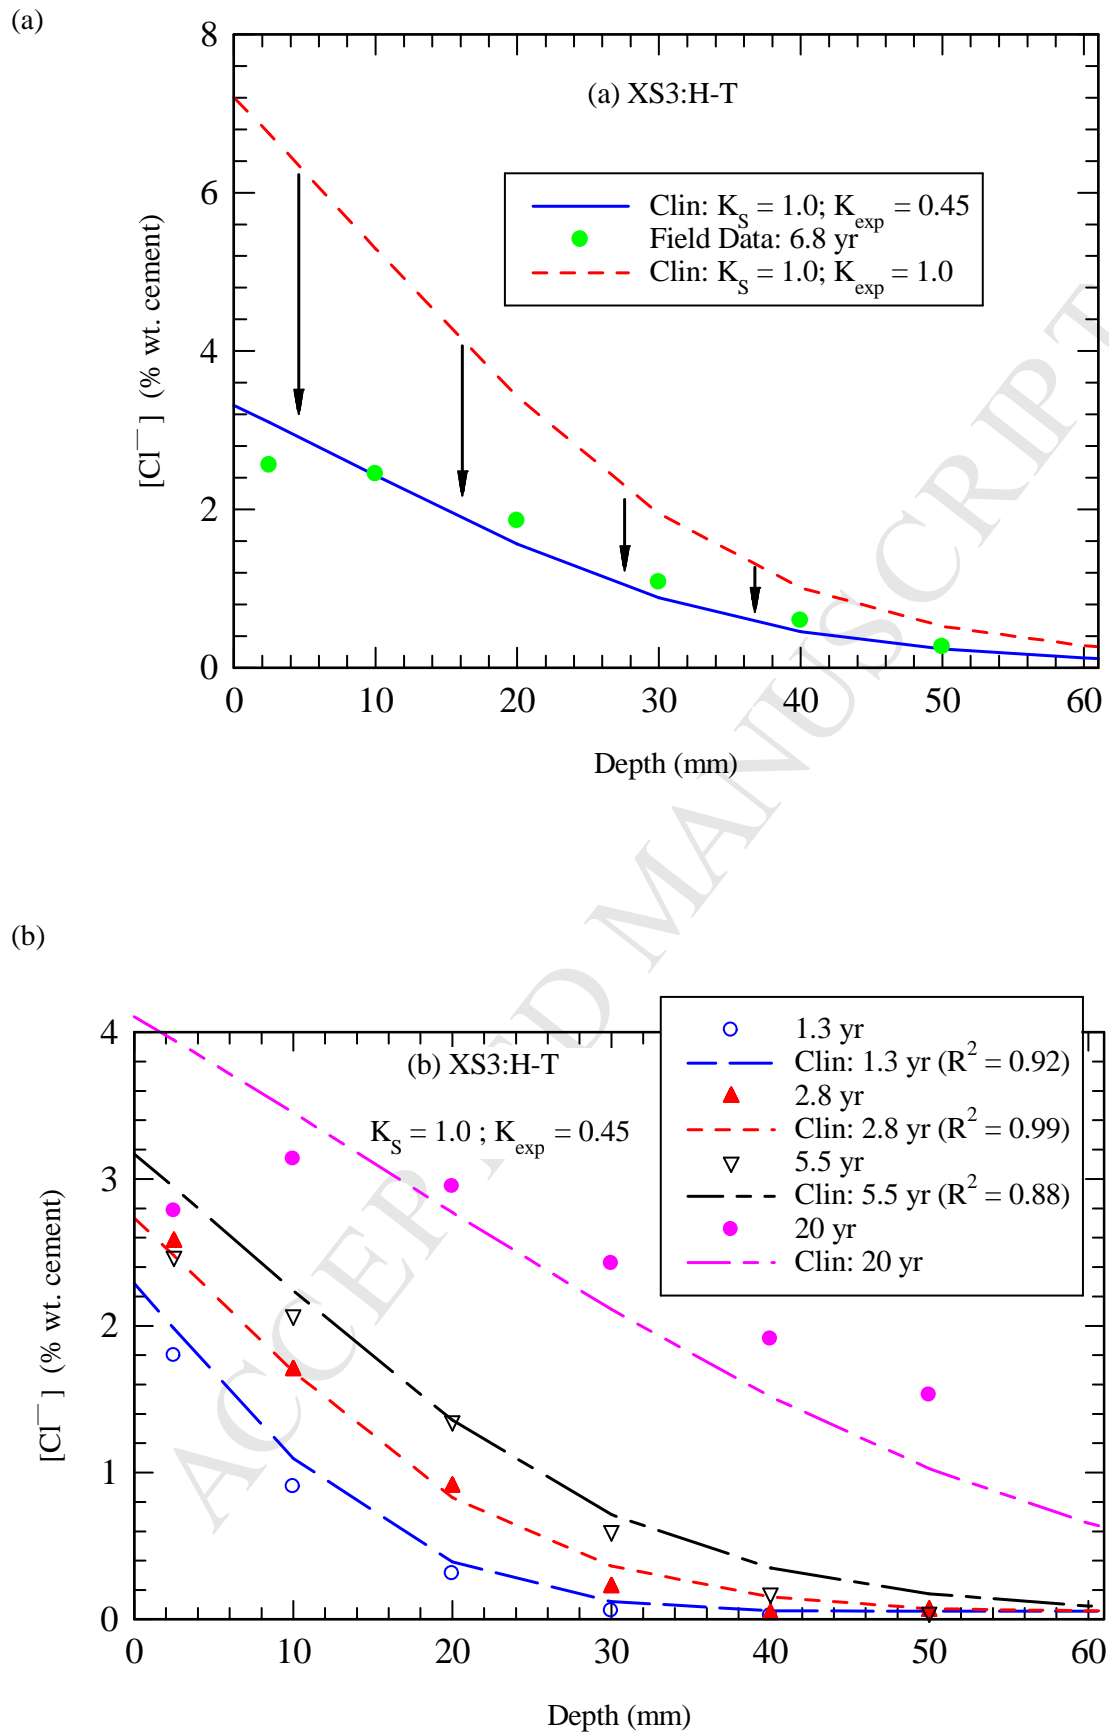 (a)
8
(a) XS3:H-T
6
Clin: K_S = 1.0; K_exp = 0.45
Field Data: 6.8 yr
Clin: K_S = 1.0; K_exp = 1.0
[Cl¯] (% wt. cement)
4
2
0
0 10 20 30 40 50 60
Depth (mm)
ACCEPTED MANUSCRIPT
(b)
4
(b) XS3:H-T
K_S = 1.0 ; K_exp = 0.45
1.3 yr
Clin: 1.3 yr (R² = 0.92)
2.8 yr
Clin: 2.8 yr (R² = 0.99)
5.5 yr
Clin: 5.5 yr (R² = 0.88)
20 yr
Clin: 20 yr
3
[Cl¯] (% wt. cement)
2
1
0
0 10 20 30 40 50 60
Depth (mm)